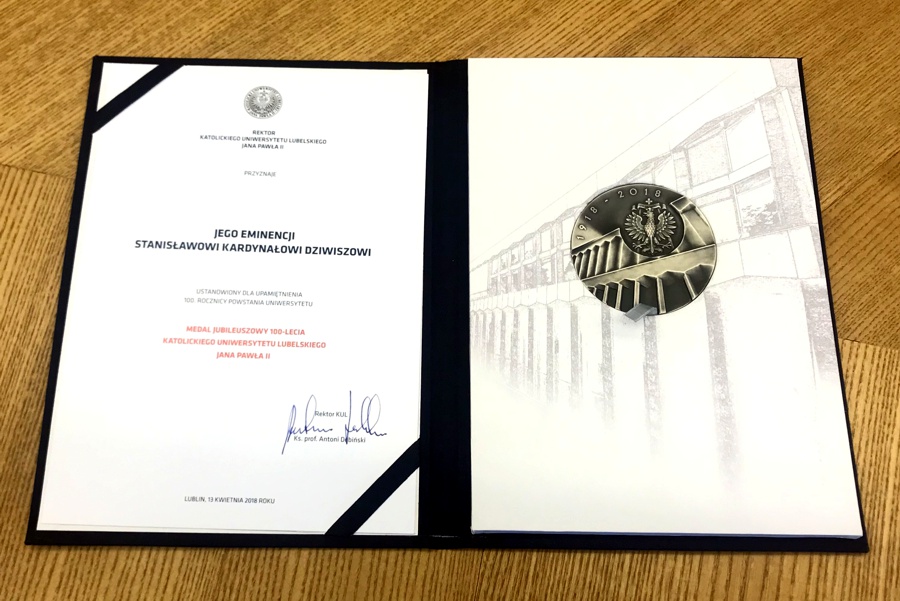 REKTOR
KATOLICKIEGO UNIWERSYTETU LUBELSKIEGO
JANA PAWŁA II
PRZYZNAJE
JEGO EMINENCJI
STANISŁAWOWI KARDYNAŁOWI DZIWISZOWI
USTANOWIONY DLA UPAMIĘTNIENIA
100. ROCZNICY POWSTANIA UNIWERSYTETU
MEDAL JUBILEUSZOWY 100-LECIA
KATOLICKIEGO UNIWERSYTETU LUBELSKIEGO
JANA PAWŁA II
Rektor KUL
Ks. prof. Antoni Dębiński
LUBLIN, 13 KWIETNIA 2018 ROKU
1918 - 2018